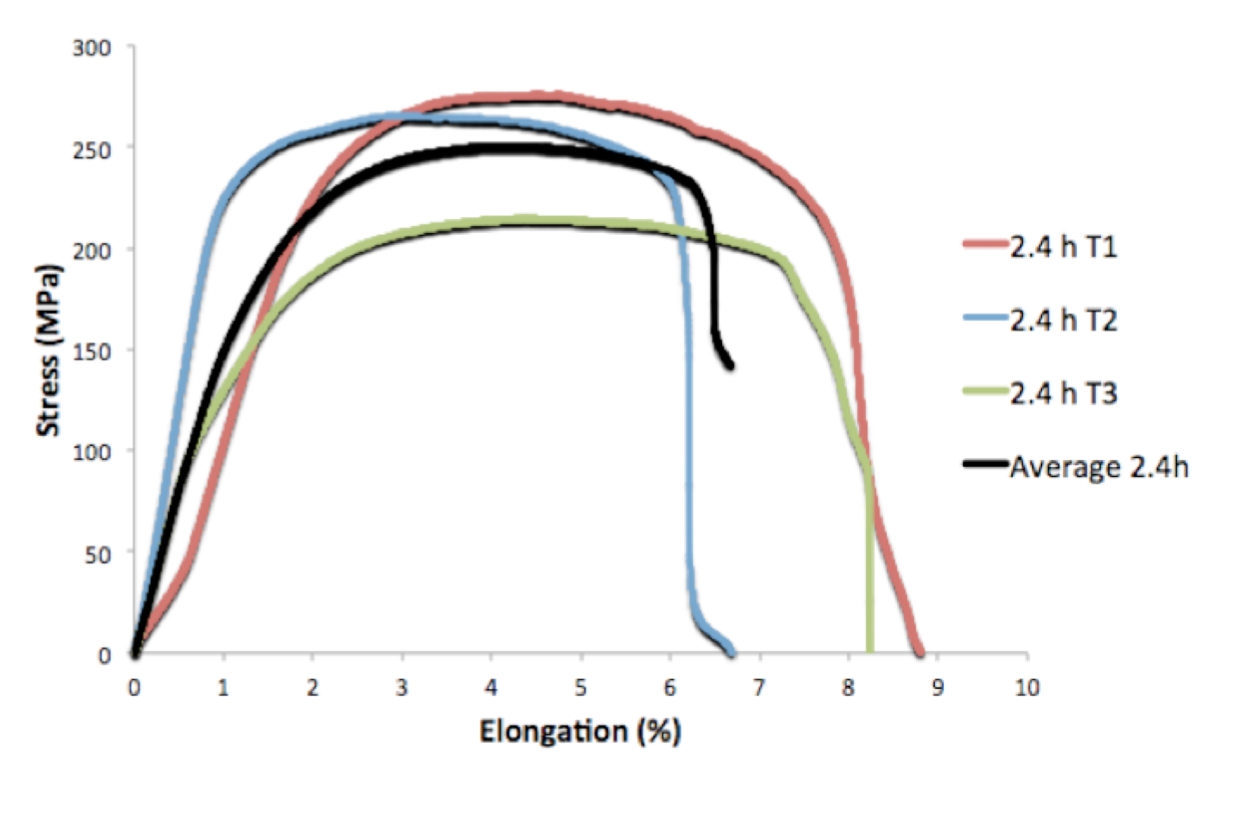 300
250
200
150
100
50
0
Stress (MPa)
0 1 2 3 4 5 6 7 8 9 10
Elongation (%)
2.4 h T1
2.4 h T2
2.4 h T3
Average 2.4h